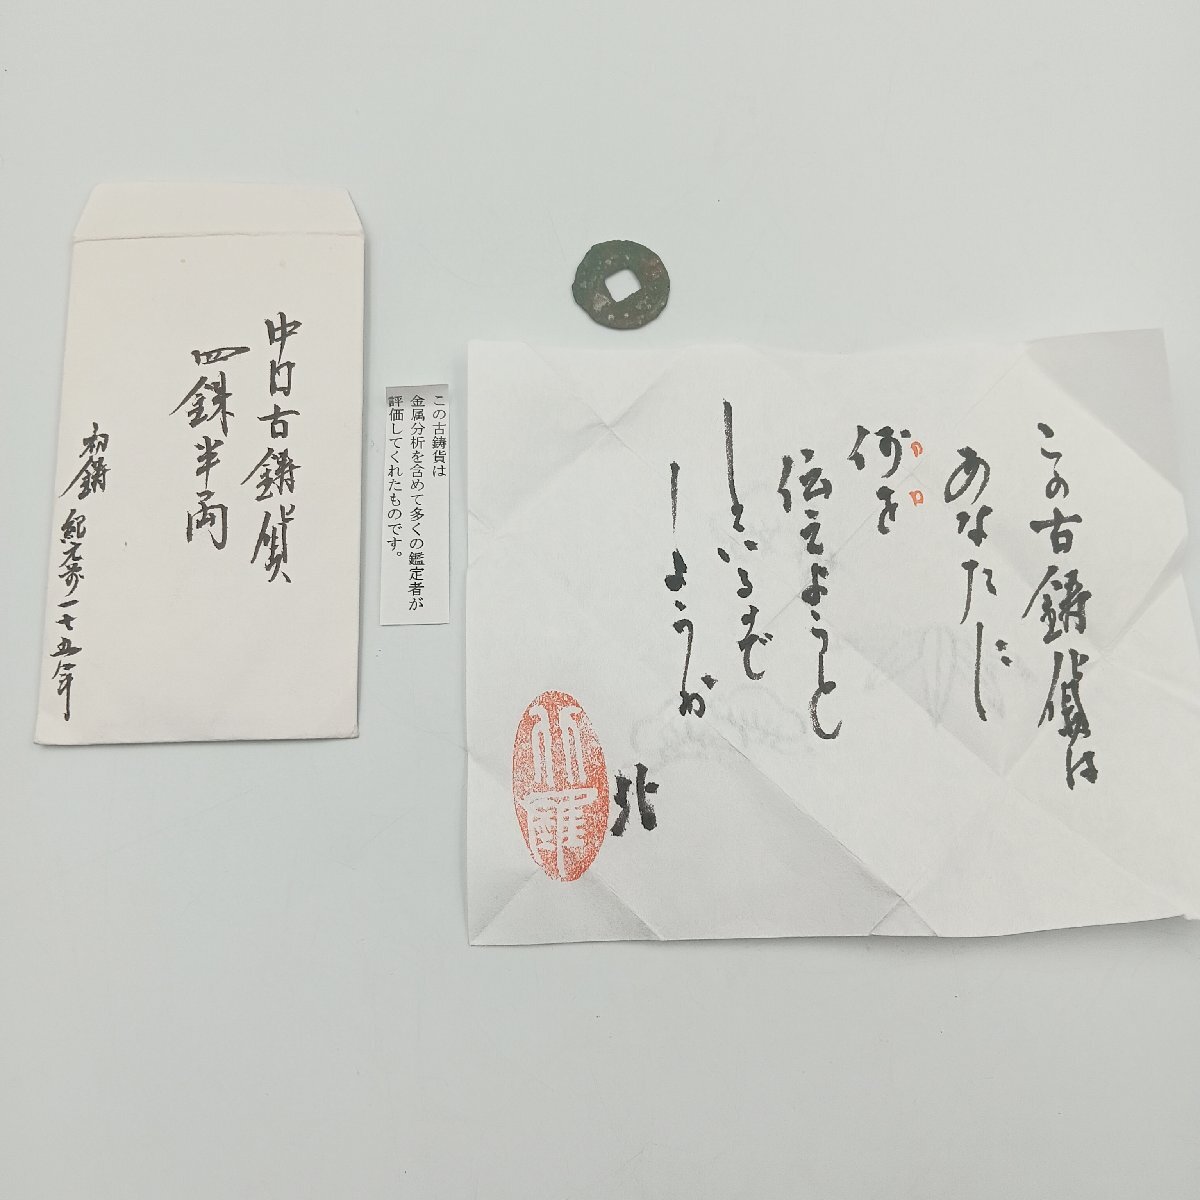 中日古鋳貨
四銖半両
初鋳 紀元前一七五年
この古鋳貨は
金属分析を含めて多くの鑑定者が
評価してくれたものです。
この古鋳貨は
あなたに
何を
伝えようと
しているで
しょうか